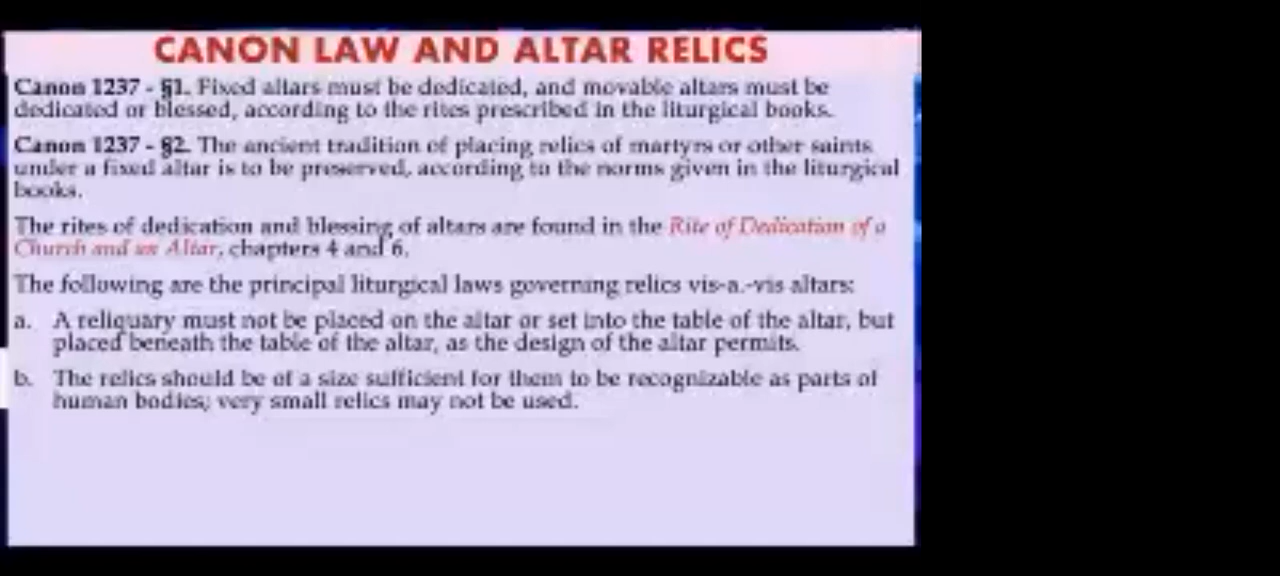 CANON LAW AND ALTAR RELICS
Canon 1237 - §1. Fixed altars must be dedicated, and movable altars must be
dedicated or blessed, according to the rites prescribed in the liturgical books.
Canon 1237 - §2. The ancient tradition of placing relics of martyrs or other saints
under a fixed altar is to be preserved, according to the norms given in the liturgical
books.
The rites of dedication and blessing of altars are found in the Rite of Dedication of a
Church and an Altar, chapters 4 and 6.
The following are the principal liturgical laws governing relics vis-a.-vis altars:
a. A reliquary must not be placed on the altar or set into the table of the altar, but
placed beneath the table of the altar, as the design of the altar permits.
b. The relics should be of a size sufficient for them to be recognizable as parts of
human bodies; very small relics may not be used.